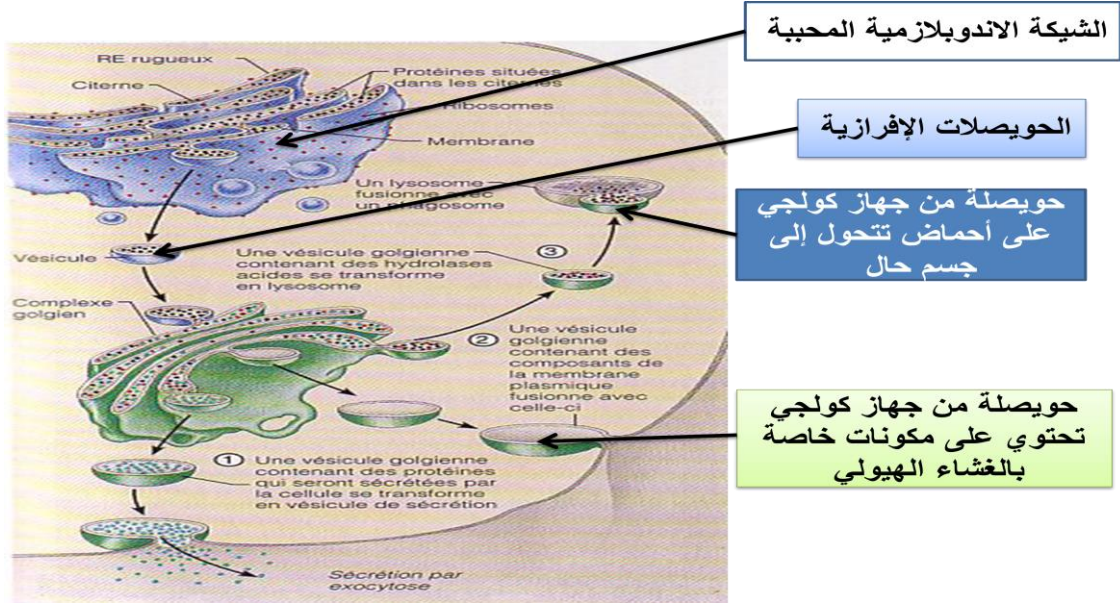 الشيكة الاندوبلازمية المحببة
الحويصلات الإفرازية
حويصلة من جهاز كولجي
على أحماض تتحول إلى
جسم حال
حويصلة من جهاز كولجي
تحتوي على مكونات خاصة
بالغشاء الهيولي
RE rugueux
Citerne
Protéines situées
dans les citernes
Ribosomes
Membrane
Un lysosome
fusionne avec
un phagosome
Vésicule
Une vésicule golgienne
contenant des hydrolases
acides se transforme
en lysosome
③
Complexe
golgien
② Une vésicule
golgienne
contenant des
composants de
la membrane
plasmique
fusionne avec
celle-ci
① Une vésicule golgienne
contenant des protéines
qui seront sécrétées par
la cellule se transforme
en vésicule de sécrétion
Sécrétion par
exocytose